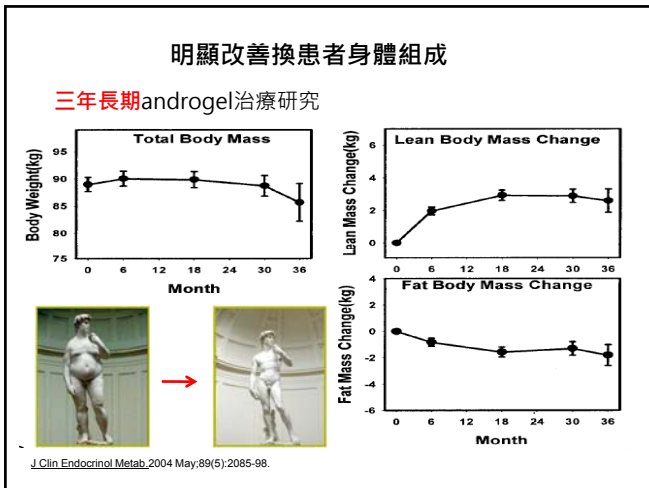 明顯改善換患者身體組成
三年長期androgel治療研究
Total Body Mass
Body Weight(kg)
95
90
85
80
75
0 6 12 18 24 30 36
Month
Lean Body Mass Change
Lean Mass Change(kg)
6
4
2
0
0 6 12 18 24 30 36
Fat Body Mass Change
Fat Mass Change(kg)
4
2
0
-2
-4
-6
0 6 12 18 24 30 36
Month
J Clin Endocrinol Metab.2004 May;89(5):2085-98.